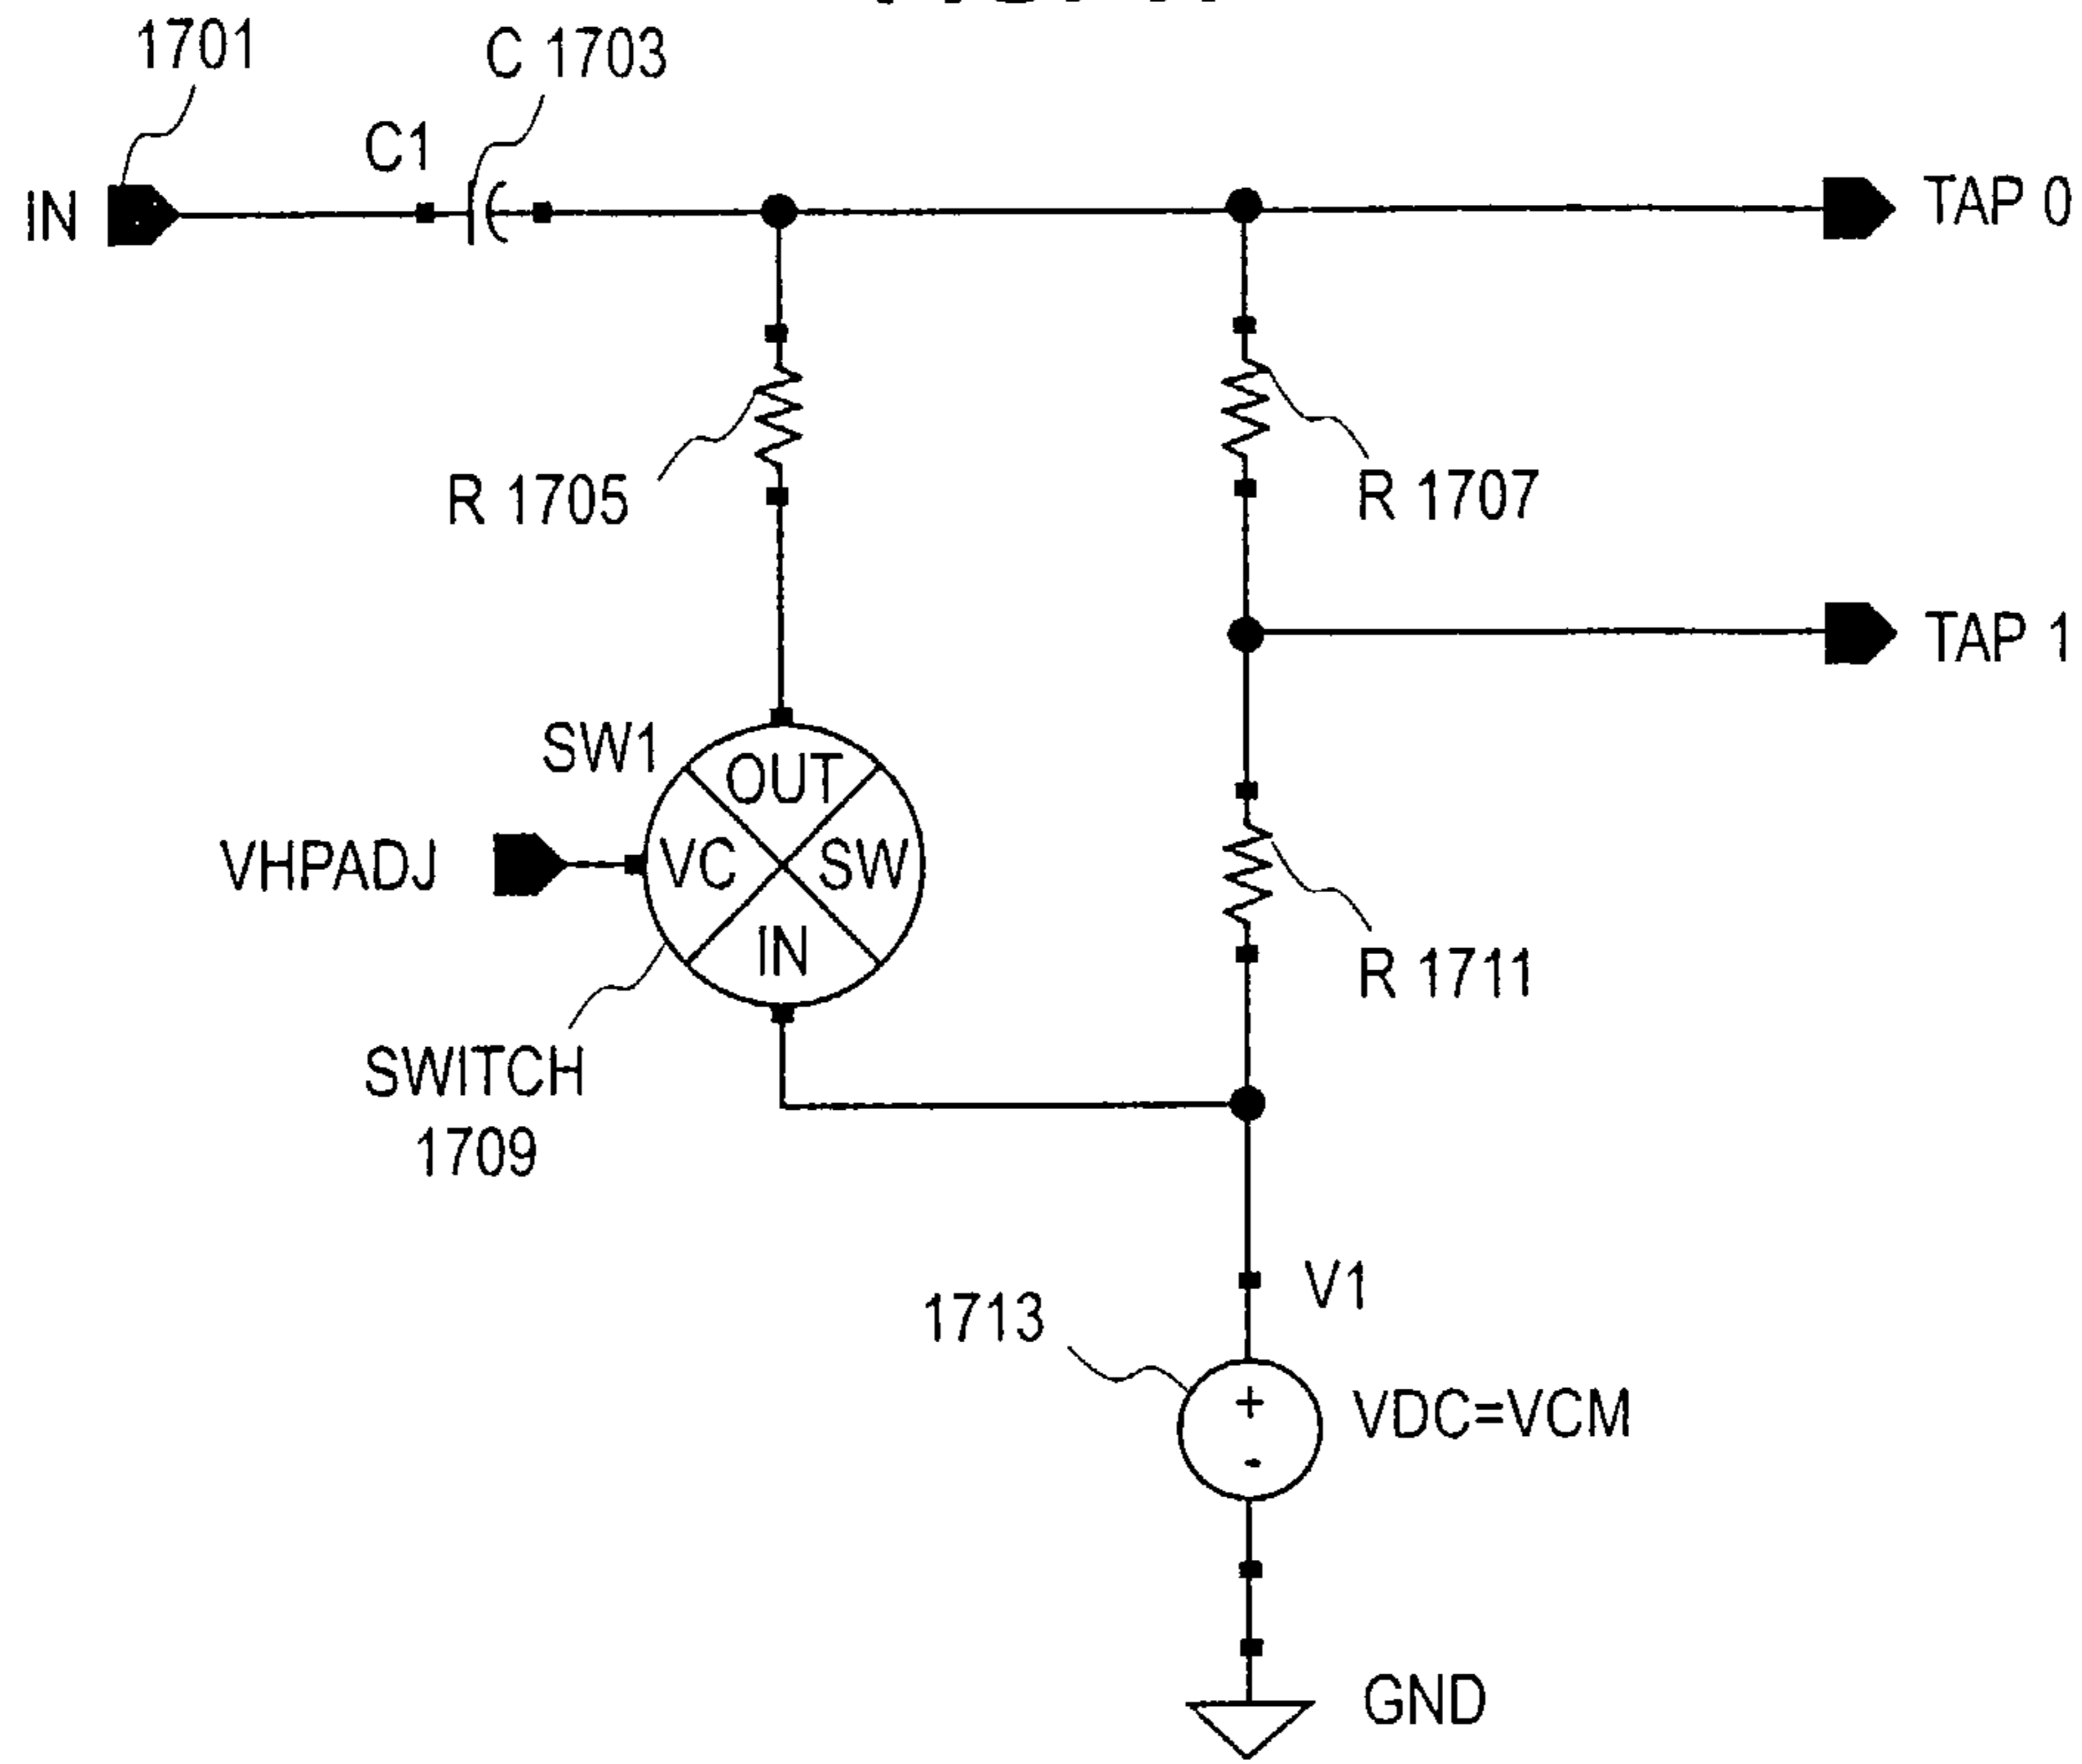 1701
C 1703
C1
IN
TAP 0
R 1705
R 1707
TAP 1
SW1
OUT
VHPADJ
VC
SW
IN
R 1711
SWITCH
1709
V1
1713
+
VDC=VCM
-
GND